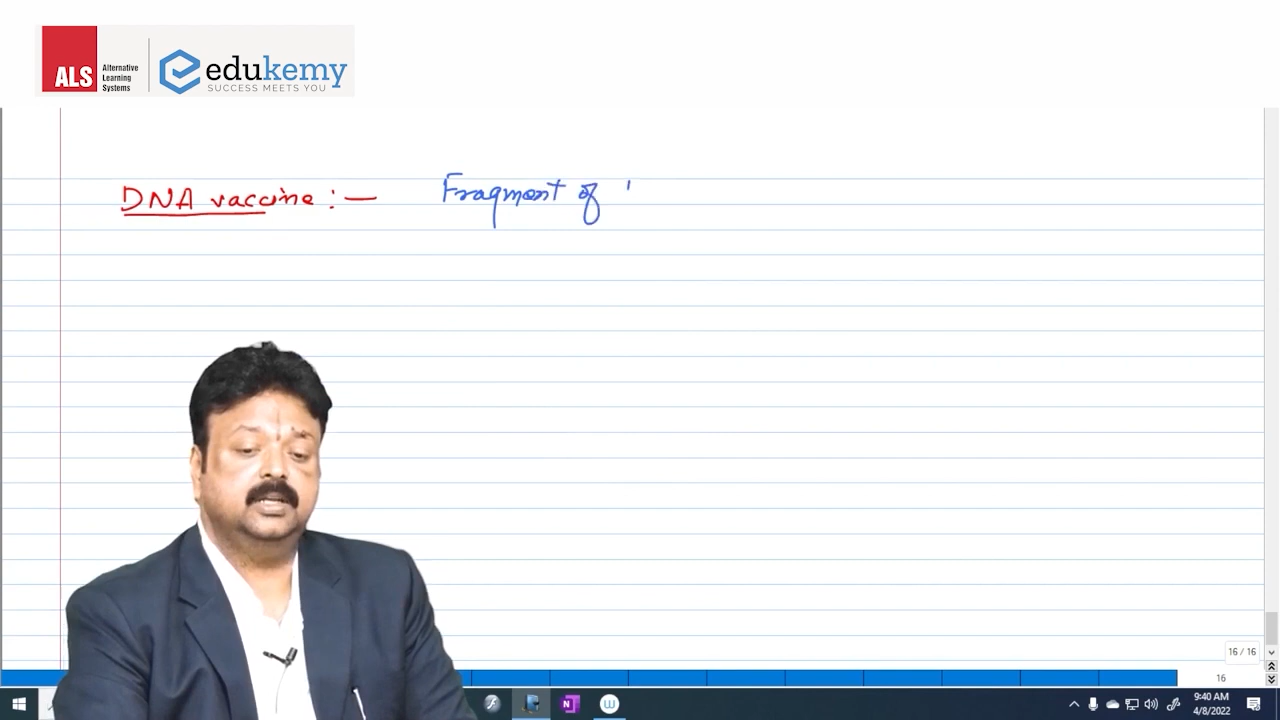 ALS
Alternative
Learning
Systems
edukemy
SUCCESS MEETS YOU
DNA vaccine :— Fragment of
16 / 16
16
9:40 AM
4/8/2022